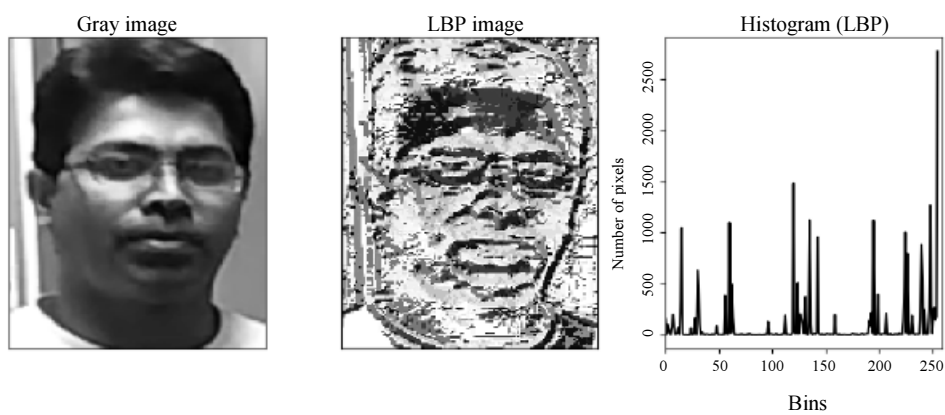 Gray image
LBP image
Histogram (LBP)
Number of pixels
2500
2000
1500
1000
500
0
0 50 100 150 200 250
Bins